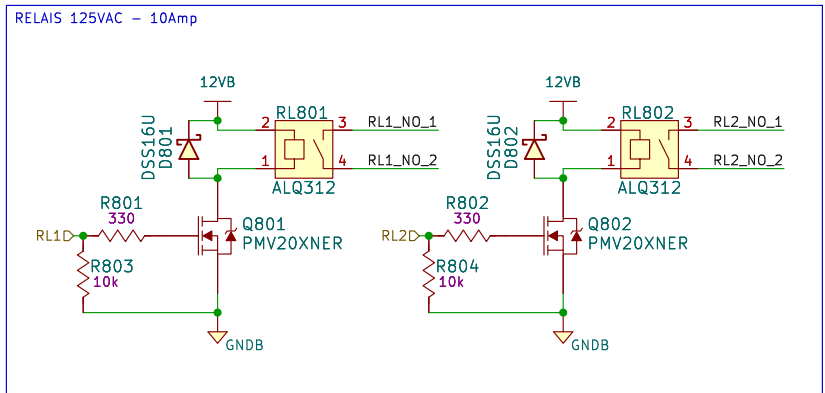 RELAIS 125VAC - 10Amp
12VB
RL801
2
3
RL1_NO_1
DSS16U
D801
1
4
RL1_NO_2
ALQ312
R801
330
RL1
Q801
PMV20XNER
R803
10k
GNDB
12VB
RL802
2
3
RL2_NO_1
DSS16U
D802
1
4
RL2_NO_2
ALQ312
R802
330
RL2
Q802
PMV20XNER
R804
10k
GNDB